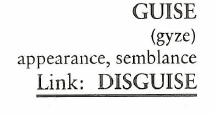 GUISE
(gyze)
appearance, semblance
Link: DISGUISE